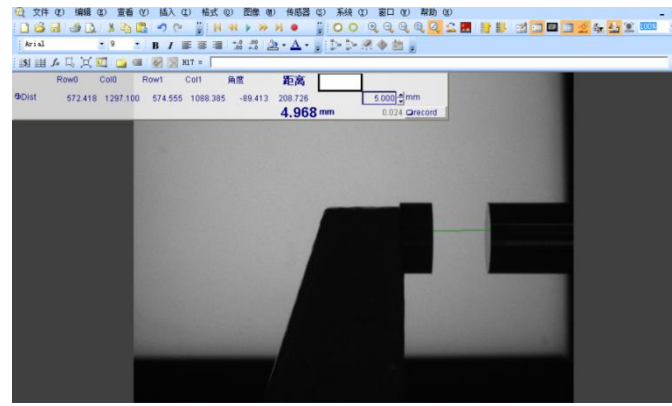 文件 (F) 编辑 (E) 查看 (V) 插入 (I) 格式 (O) 图像 (M) 传感器 (S) 系统 (T) 窗口 (W) 帮助 (H)
100%
Arial 9 B I
H17 =
Row0 Col0 Row1 Col1 角度 距离
Dist 572.418 1297.100 574.555 1088.385 -89.413 208.726 5.000 mm
4.968 mm 0.024 record